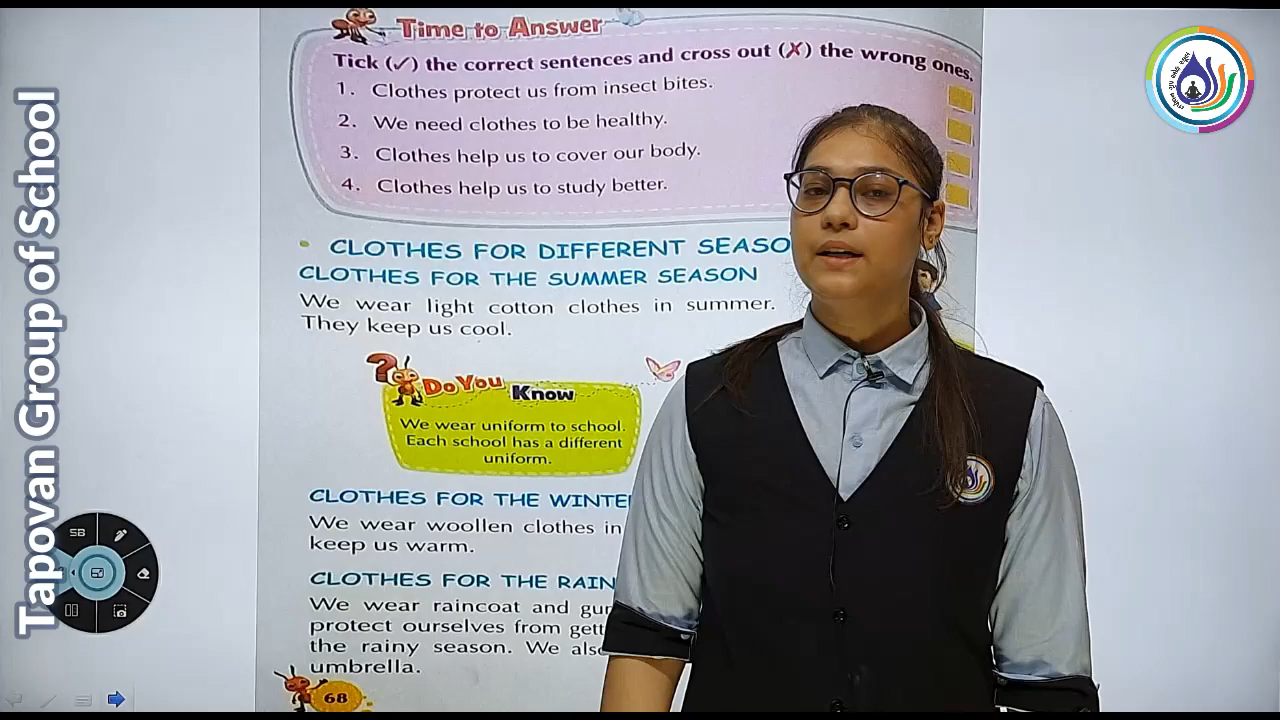 Tapovan Group of School
Time to Answer
Tick (✓) the correct sentences and cross out (✗) the wrong ones.
1. Clothes protect us from insect bites.
2. We need clothes to be healthy.
3. Clothes help us to cover our body.
4. Clothes help us to study better.
• CLOTHES FOR DIFFERENT SEASO
CLOTHES FOR THE SUMMER SEASON
We wear light cotton clothes in summer.
They keep us cool.
? Do You Know
We wear uniform to school.
Each school has a different
uniform.
CLOTHES FOR THE WINTE
We wear woollen clothes in
keep us warm.
CLOTHES FOR THE RAIN
We wear raincoat and gu
protect ourselves from gett
the rainy season. We also
umbrella.
68
SB